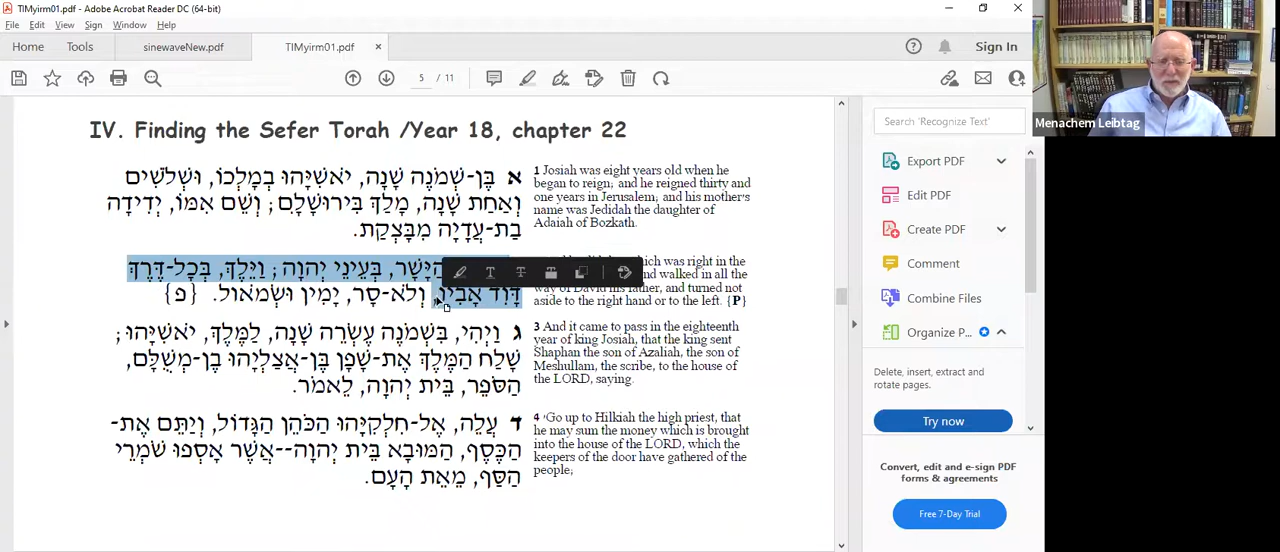 TIMyirm01.pdf - Adobe Acrobat Reader DC (64-bit)
File Edit View Sign Window Help
Home Tools sinewaveNew.pdf TIMyirm01.pdf × Sign In
5 / 11
Menachem Leibtag
IV. Finding the Sefer Torah /Year 18, chapter 22
א בֶּן-שְׁמֹנֶה שָׁנָה, יֹאשִׁיָּהוּ בְמָלְכוֹ, וּשְׁלֹשִׁים
וְאַחַת שָׁנָה, מָלַךְ בִּירוּשָׁלִָם; וְשֵׁם אִמּוֹ, יְדִידָה
בַת-עֲדָיָה מִבָּצְקַת.
1 Josiah was eight years old when he
began to reign; and he reigned thirty and
one years in Jerusalem; and his mother's
name was Jedidah the daughter of
Adaiah of Bozkath.
הַיָּשָׁר, בְּעֵינֵי יְהוָה; וַיֵּלֶךְ, בְּכָל-דֶּרֶךְ
דָּוִד אָבִיו, וְלֹא-סָר, יָמִין וּשְׂמֹאול. {פ}
which was right in the
and walked in all the
way of David his father, and turned not
aside to the right hand or to the left. {P}
ג וַיְהִי, בִּשְׁמֹנֶה עֶשְׂרֵה שָׁנָה, לַמֶּלֶךְ, יֹאשִׁיָּהוּ;
שָׁלַח הַמֶּלֶךְ אֶת-שָׁפָן בֶּן-אֲצַלְיָהוּ בֶן-מְשֻׁלָּם,
הַסֹּפֵר, בֵּית יְהוָה, לֵאמֹר.
3 And it came to pass in the eighteenth
year of king Josiah, that the king sent
Shaphan the son of Azaliah, the son of
Meshullam, the scribe, to the house of
the LORD, saying.
ד עֲלֵה, אֶל-חִלְקִיָּהוּ הַכֹּהֵן הַגָּדוֹל, וְיַתֵּם אֶת-
הַכֶּסֶף, הַמּוּבָא בֵּית יְהוָה--אֲשֶׁר אָסְפוּ שֹׁמְרֵי
הַסַּף, מֵאֵת הָעָם.
4 'Go up to Hilkiah the high priest, that
he may sum the money which is brought
into the house of the LORD, which the
keepers of the door have gathered of the
people;
Search 'Recognize Text'
Export PDF
Edit PDF
Create PDF
Comment
Combine Files
Organize P...
Delete, insert, extract and
rotate pages.
Try now
Convert, edit and e-sign PDF
forms & agreements
Free 7-Day Trial